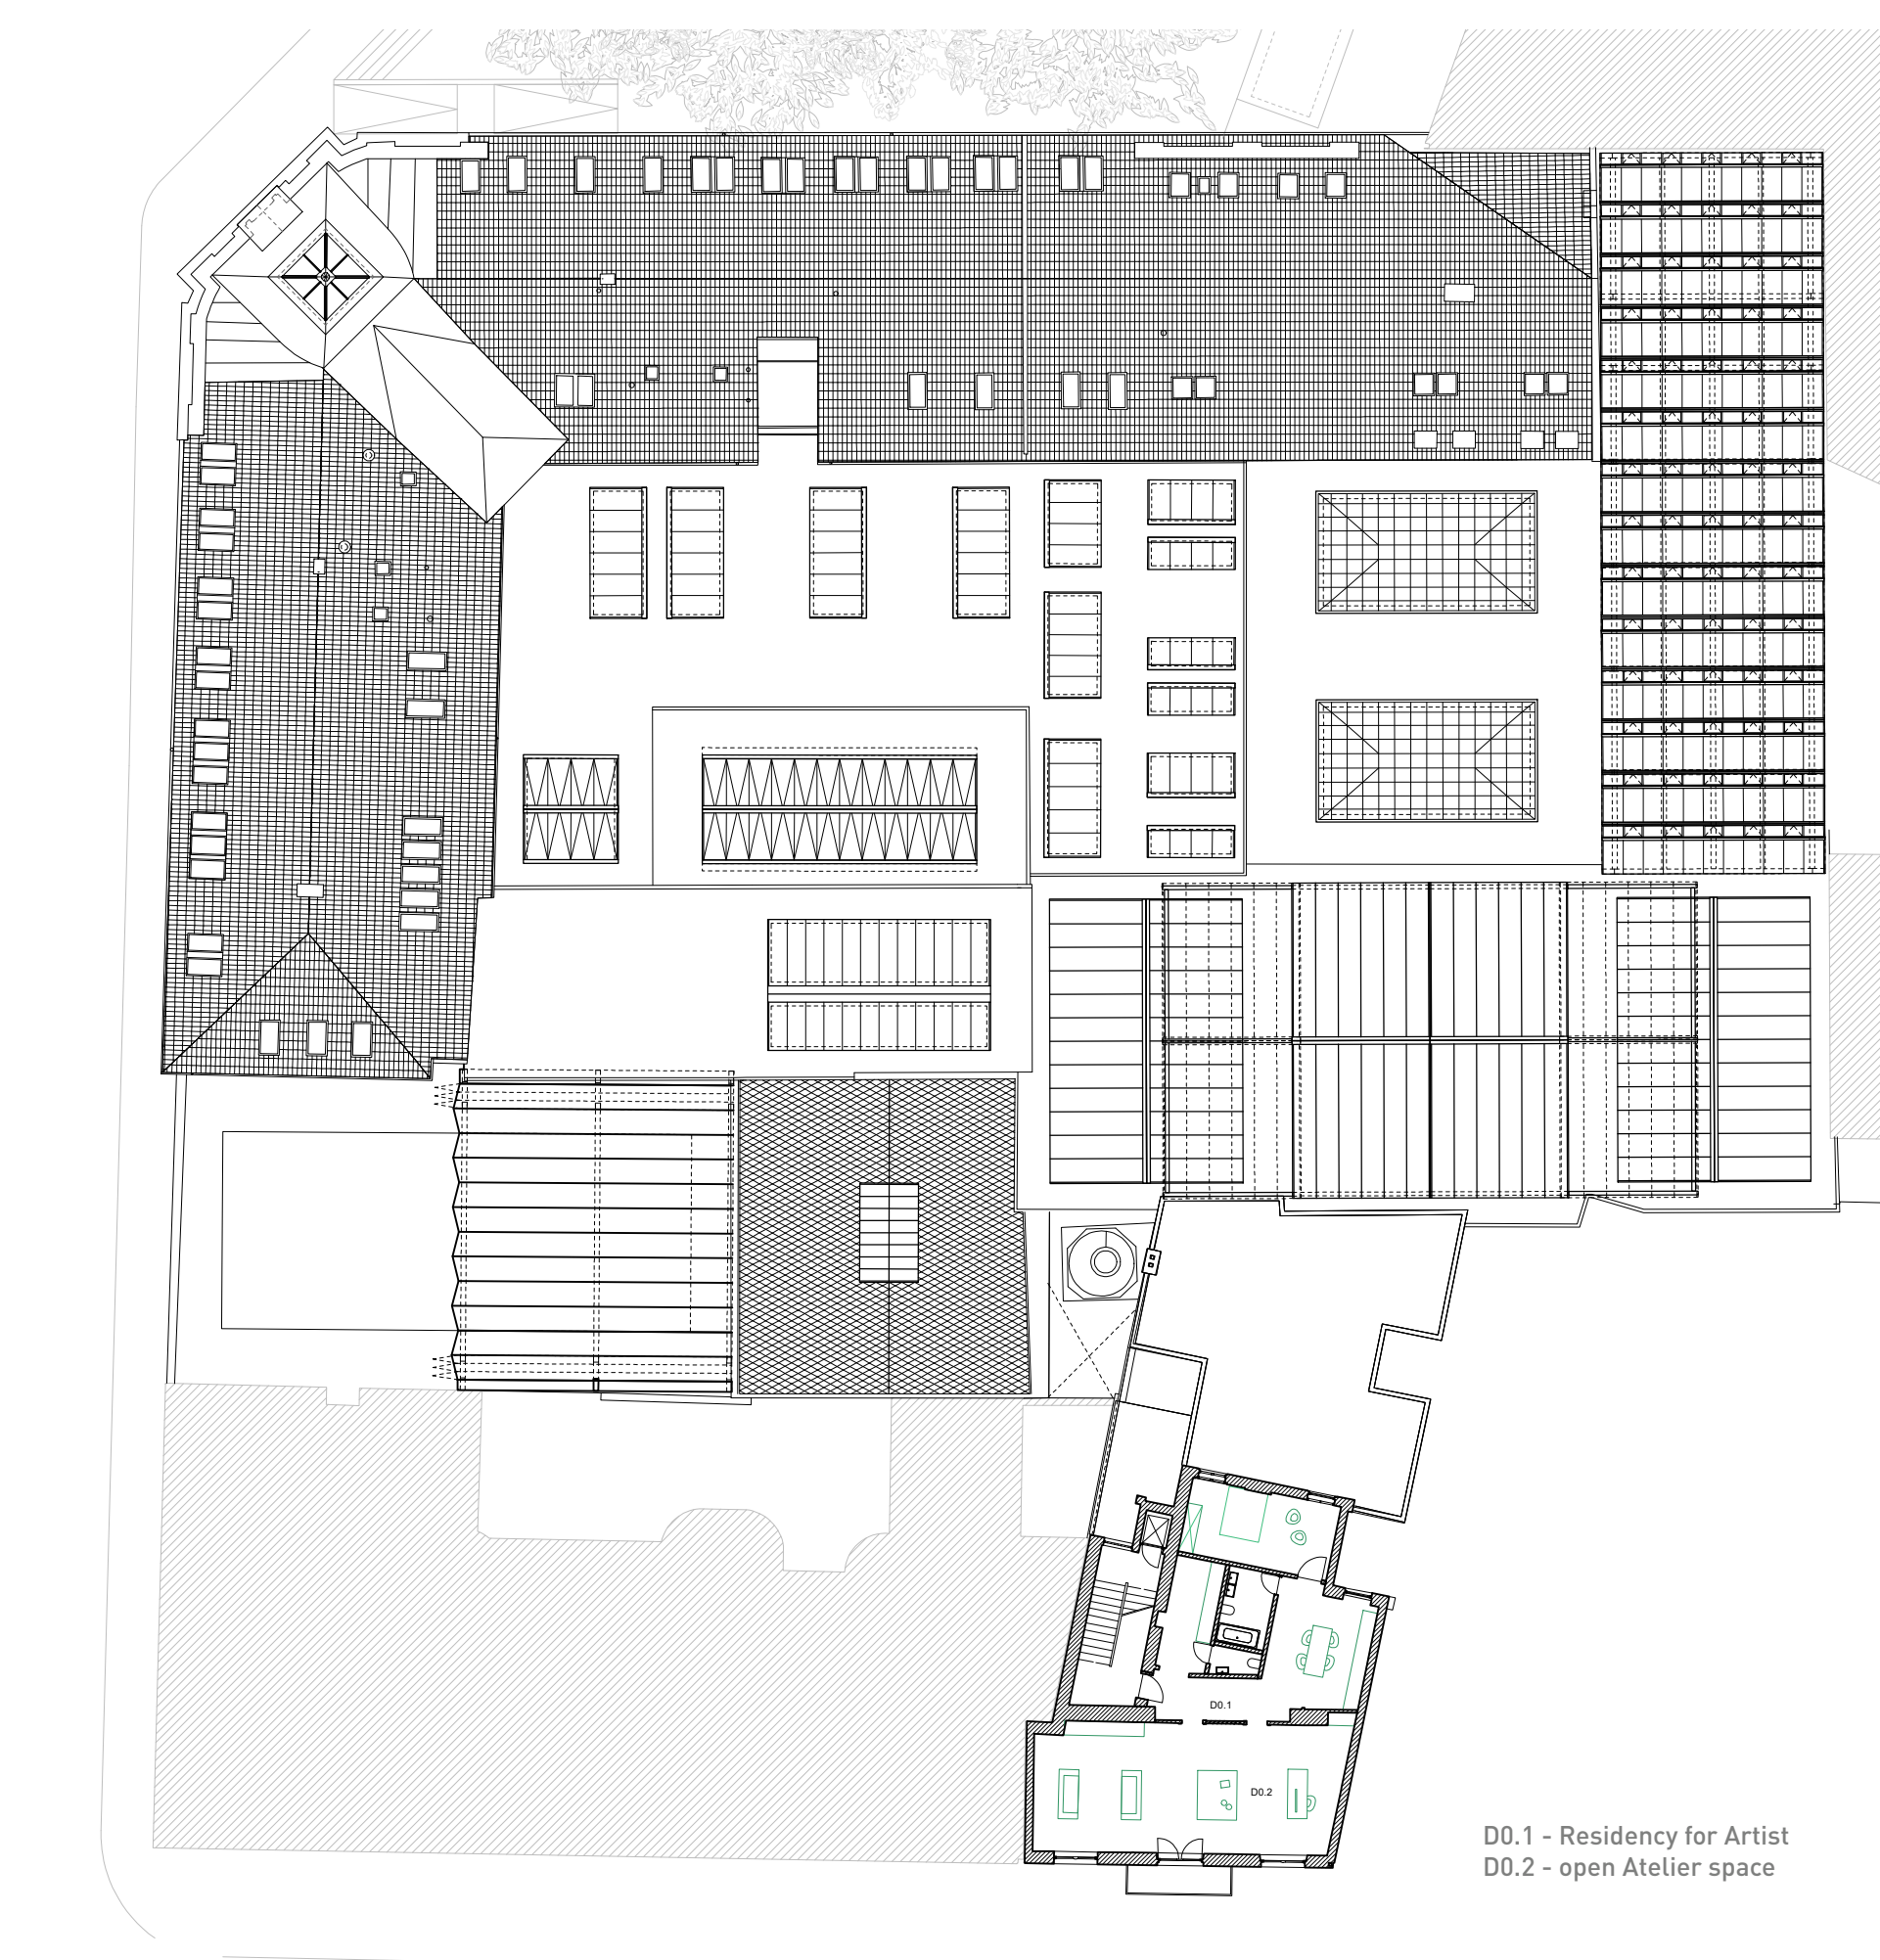 D0.1
D0.2
D0.1 - Residency for Artist
D0.2 - open Atelier space